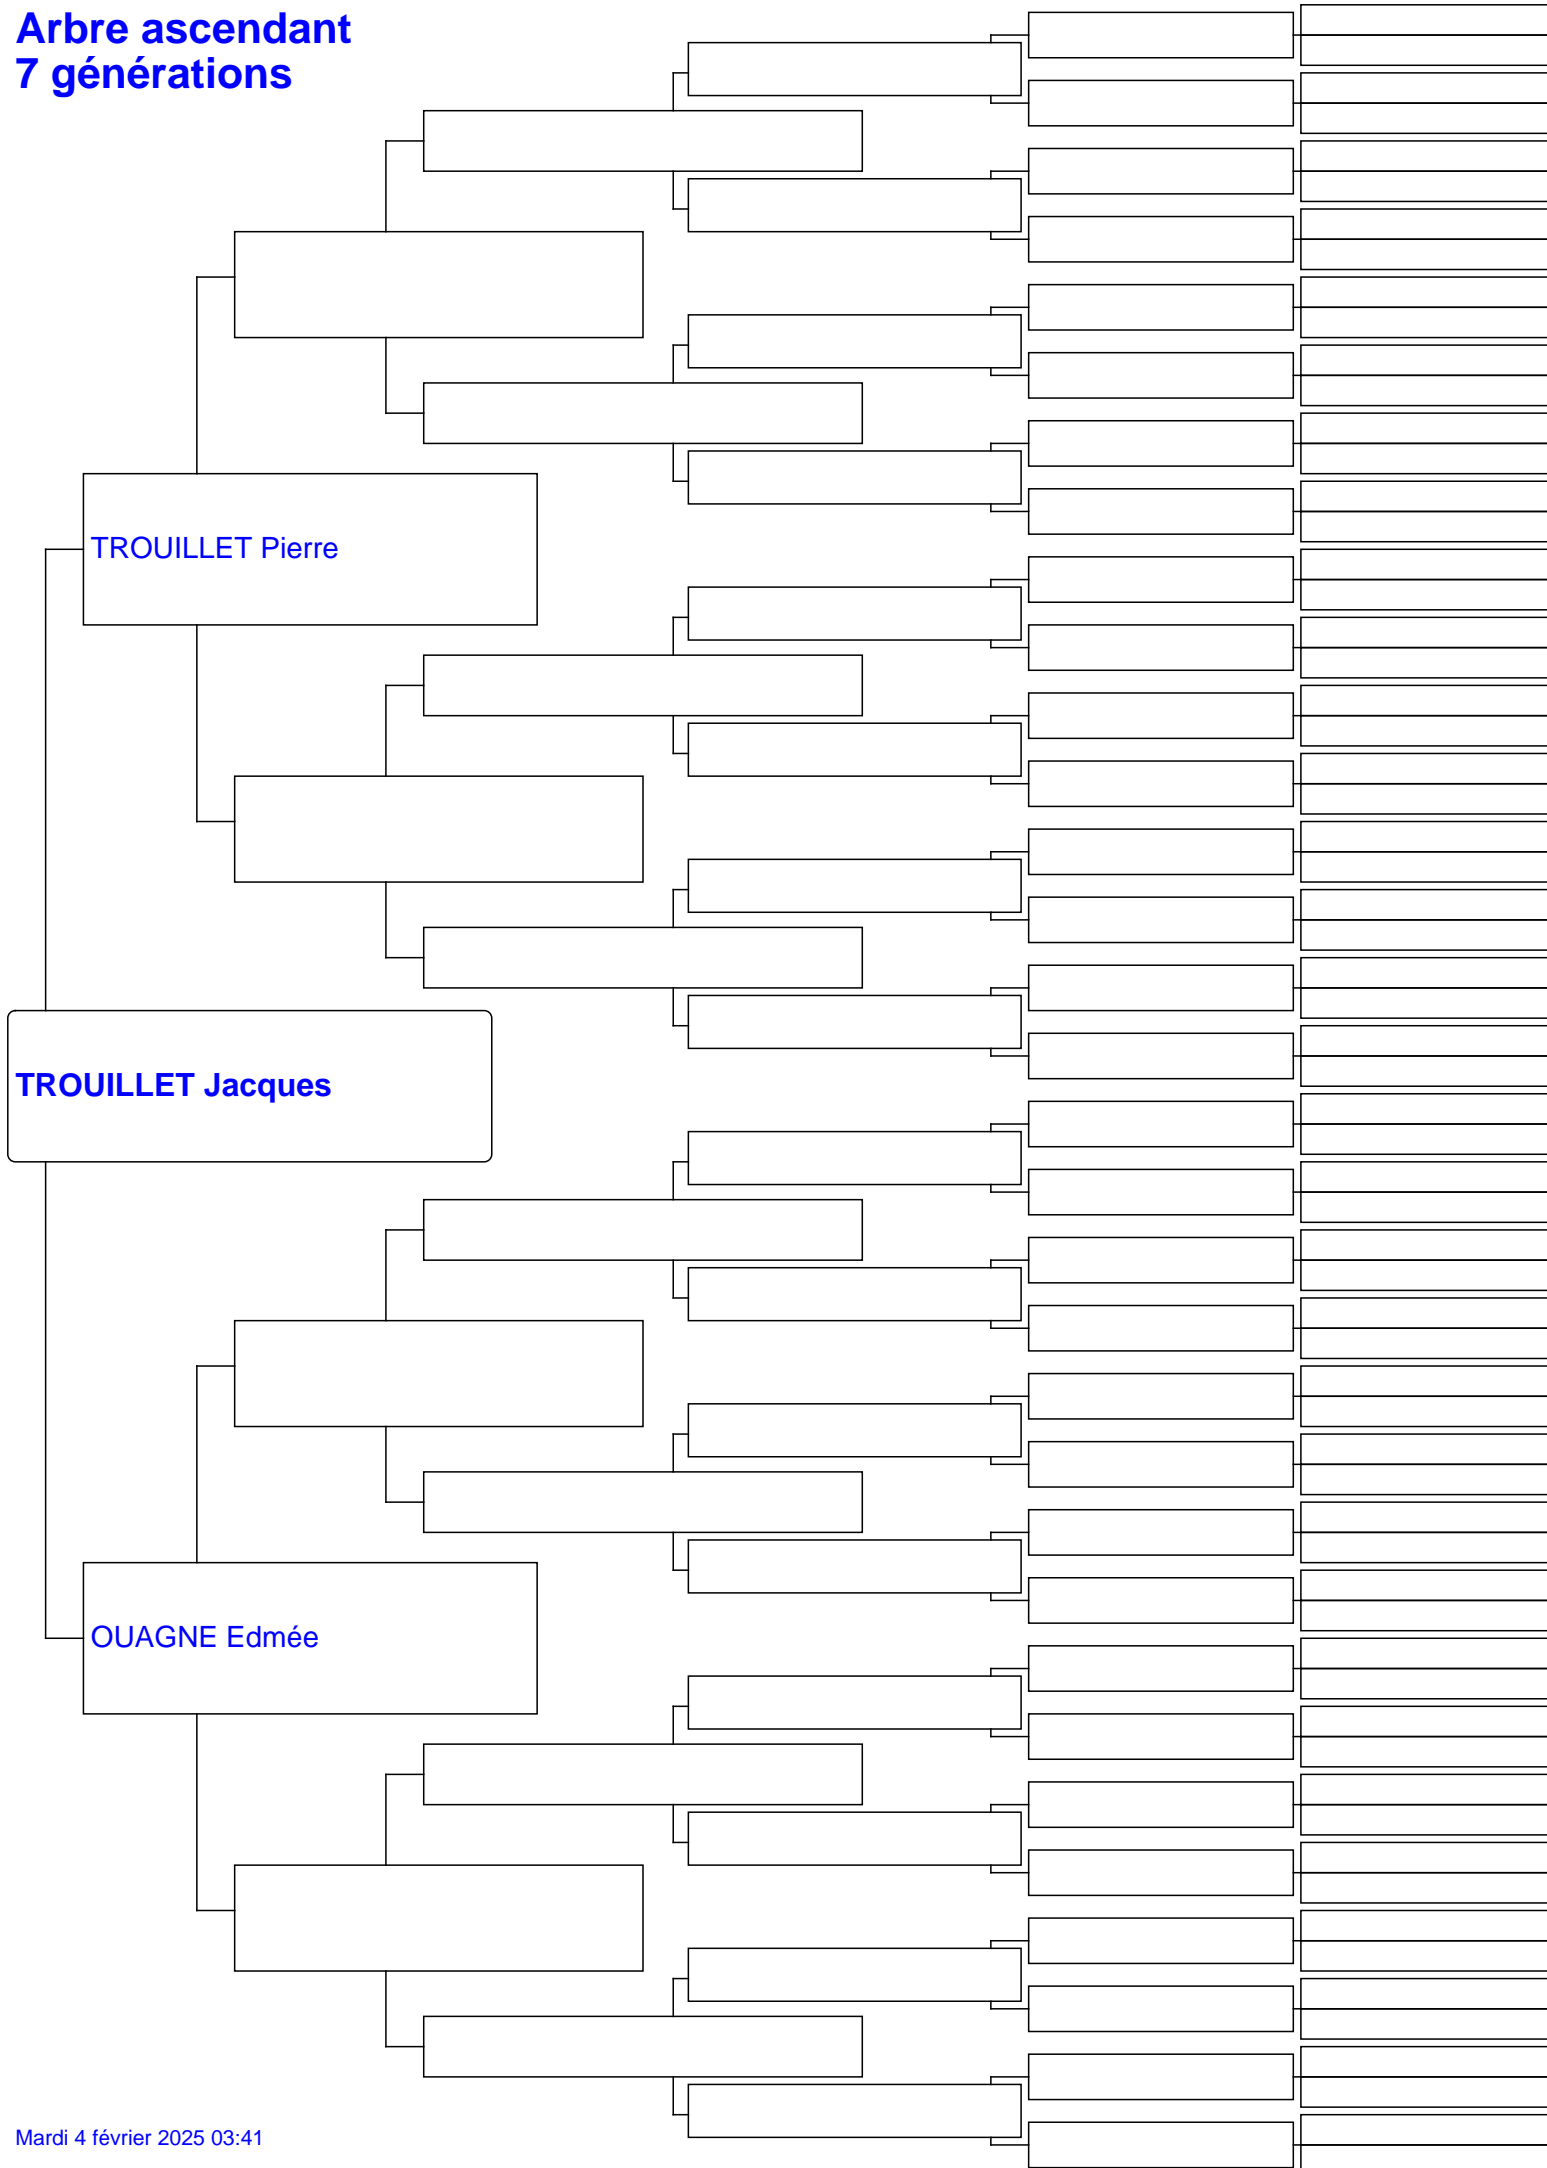 Arbre ascendant
7 générations
TROUILLET Pierre
TROUILLET Jacques
OUAGNE Edmée
Mardi 4 février 2025 03:41